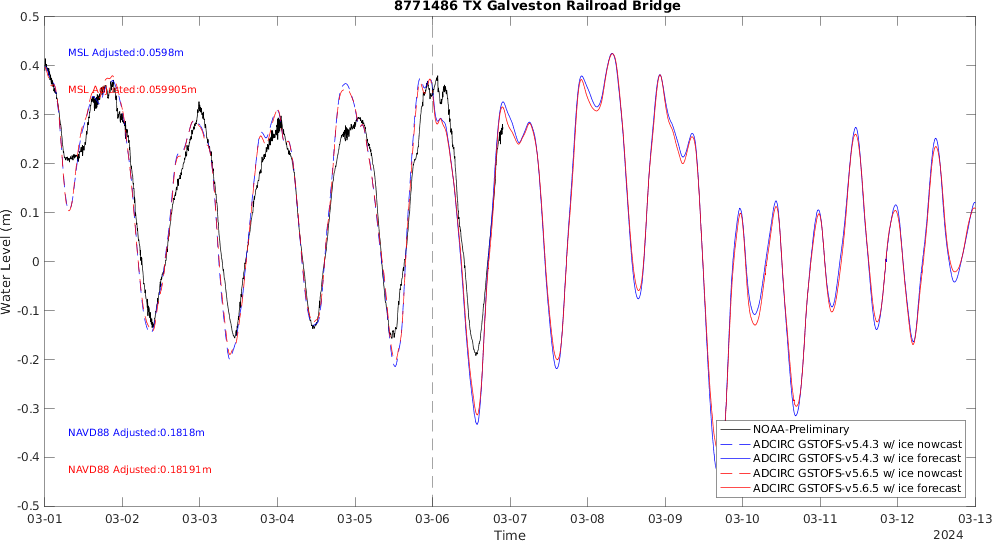 8771486 TX Galveston Railroad Bridge
0.5
0.4
0.3
0.2
0.1
0
-0.1
-0.2
-0.3
-0.4
-0.5
Water Level (m)
MSL Adjusted:0.0598m
MSL Adjusted:0.059905m
NAVD88 Adjusted:0.1818m
NAVD88 Adjusted:0.18191m
NOAA-Preliminary
ADCIRC GSTOFS-v5.4.3 w/ ice nowcast
ADCIRC GSTOFS-v5.4.3 w/ ice forecast
ADCIRC GSTOFS-v5.6.5 w/ ice nowcast
ADCIRC GSTOFS-v5.6.5 w/ ice forecast
03-01 03-02 03-03 03-04 03-05 03-06 03-07 03-08 03-09 03-10 03-11 03-12 03-13
Time
2024